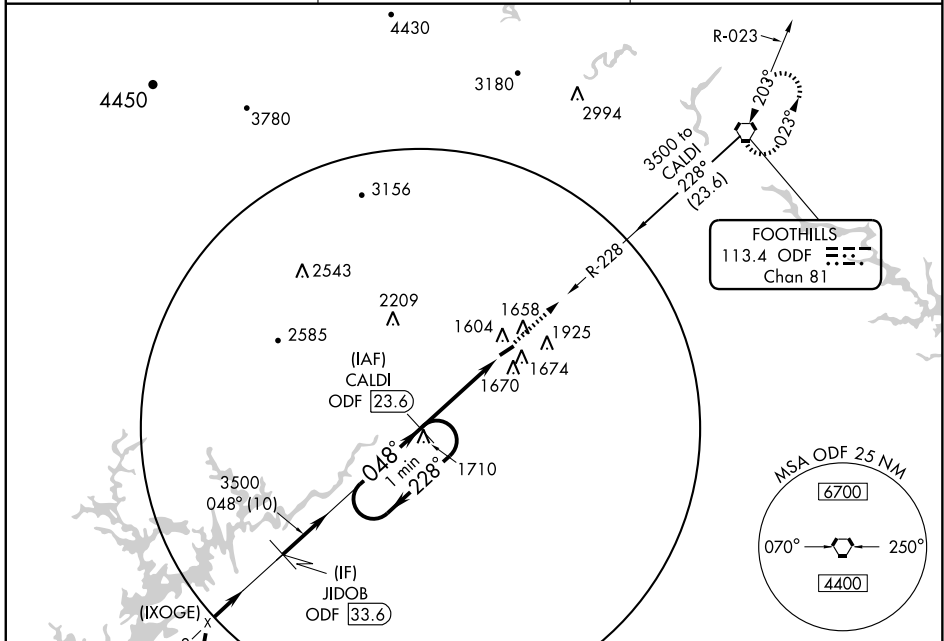 4430
R-023
3180
4450
3780
2994
203°
023°
3500 to
CALDI
228°
(23.6)
3156
FOOTHILLS
113.4 ODF
Chan 81
R-228
2543
2209
1658
1604
1925
2585
1674
(IAF)
CALDI
ODF 23.6
1670
048°
1 min
228°
1710
3500
048° (10)
MSA ODF 25 NM
6700
070°
250°
4400
(IF)
JIDOB
ODF 33.6
(IXOGE)